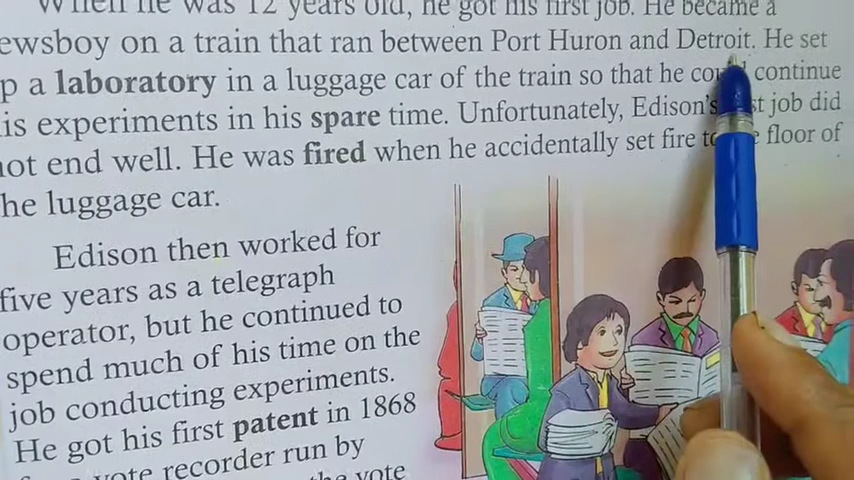 When he was 12 years old, he got his first job. He became a
ewsboy on a train that ran between Port Huron and Detroit. He set
p a laboratory in a luggage car of the train so that he continue
is experiments in his spare time. Unfortunately, Edison's job did
not end well. He was fired when he accidentally set fire floor of
he luggage car.
Edison then worked for
five years as a telegraph
operator, but he continued to
spend much of his time on the
job conducting experiments.
He got his first patent in 1868
vote recorder run by
the vote